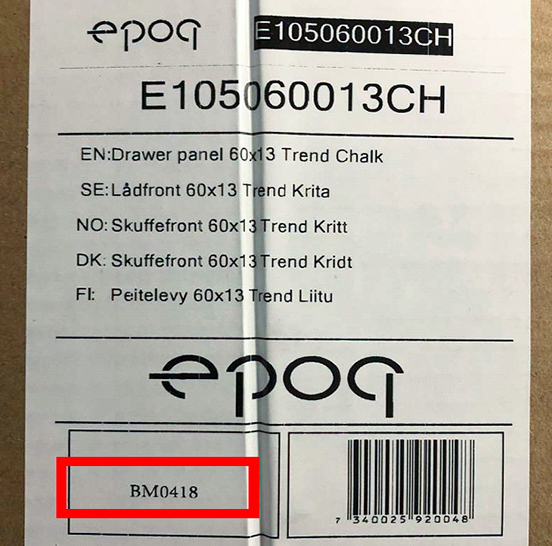 epoq
E105060013CH
E105060013CH
EN:Drawer panel 60x13 Trend Chalk
SE:Lådfront 60x13 Trend Krita
NO:Skuffefront 60x13 Trend Kritt
DK: Skuffefront 60x13 Trend Kridt
FI: Peitelevy 60x13 Trend Liitu
epoq
BM0418
7 340025 920048